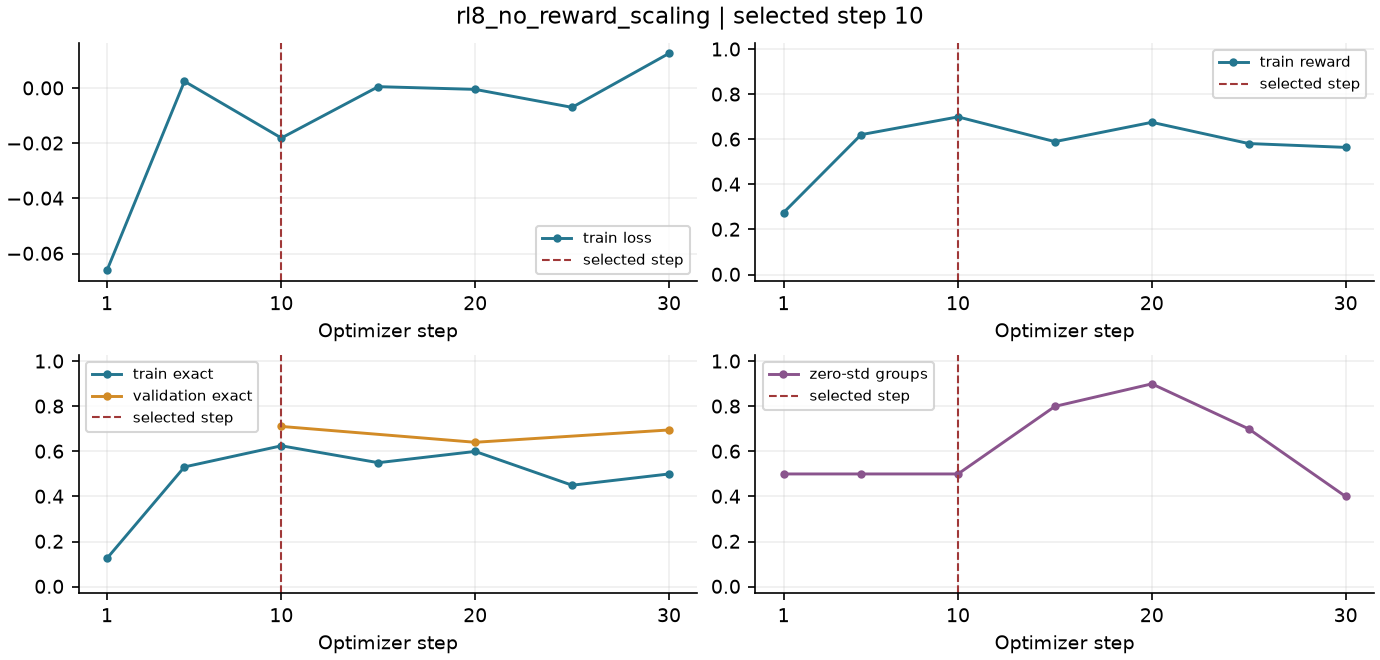 rl8_no_reward_scaling | selected step 10
0.00
−0.02
−0.04
−0.06
train loss
selected step
1
10
20
30
Optimizer step
1.0
0.8
0.6
0.4
0.2
0.0
train reward
selected step
1
10
20
30
Optimizer step
1.0
0.8
0.6
0.4
0.2
0.0
train exact
validation exact
selected step
1
10
20
30
Optimizer step
1.0
0.8
0.6
0.4
0.2
0.0
zero-std groups
selected step
1
10
20
30
Optimizer step